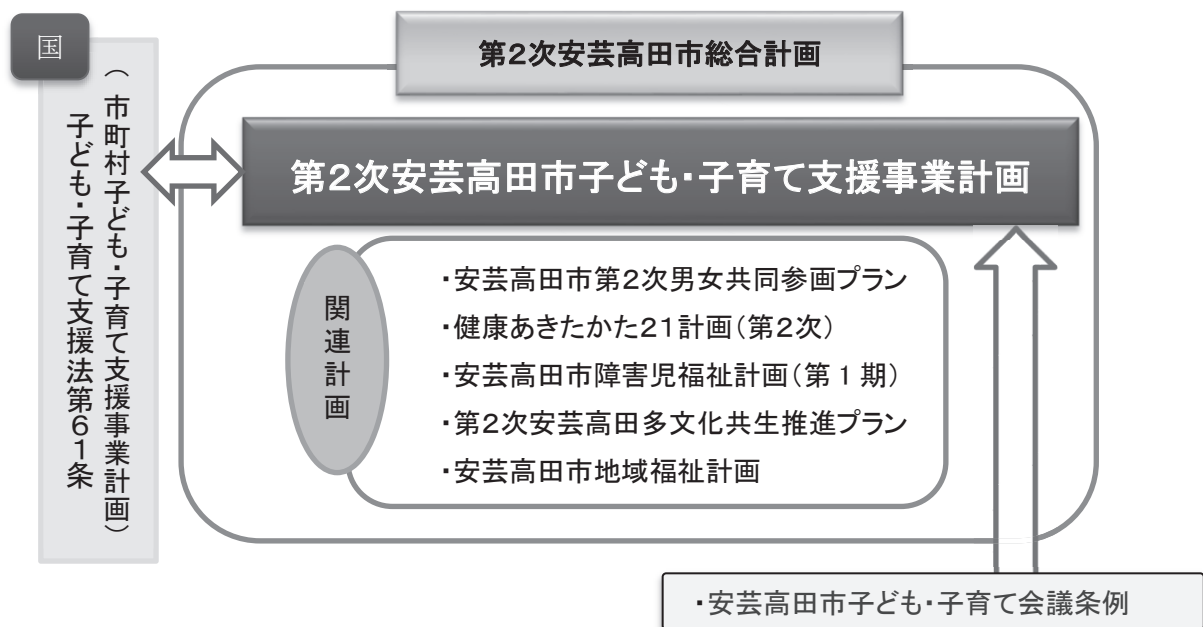 国
子ども・子育て支援法第６１条
（市町村子ども・子育て支援事業計画）
第２次安芸高田市総合計画
第２次安芸高田市子ども・子育て支援事業計画
関連計画
・安芸高田市第２次男女共同参画プラン
・健康あきたかた２１計画（第２次）
・安芸高田市障害児福祉計画（第１期）
・第２次安芸高田多文化共生推進プラン
・安芸高田市地域福祉計画
・安芸高田市子ども・子育て会議条例